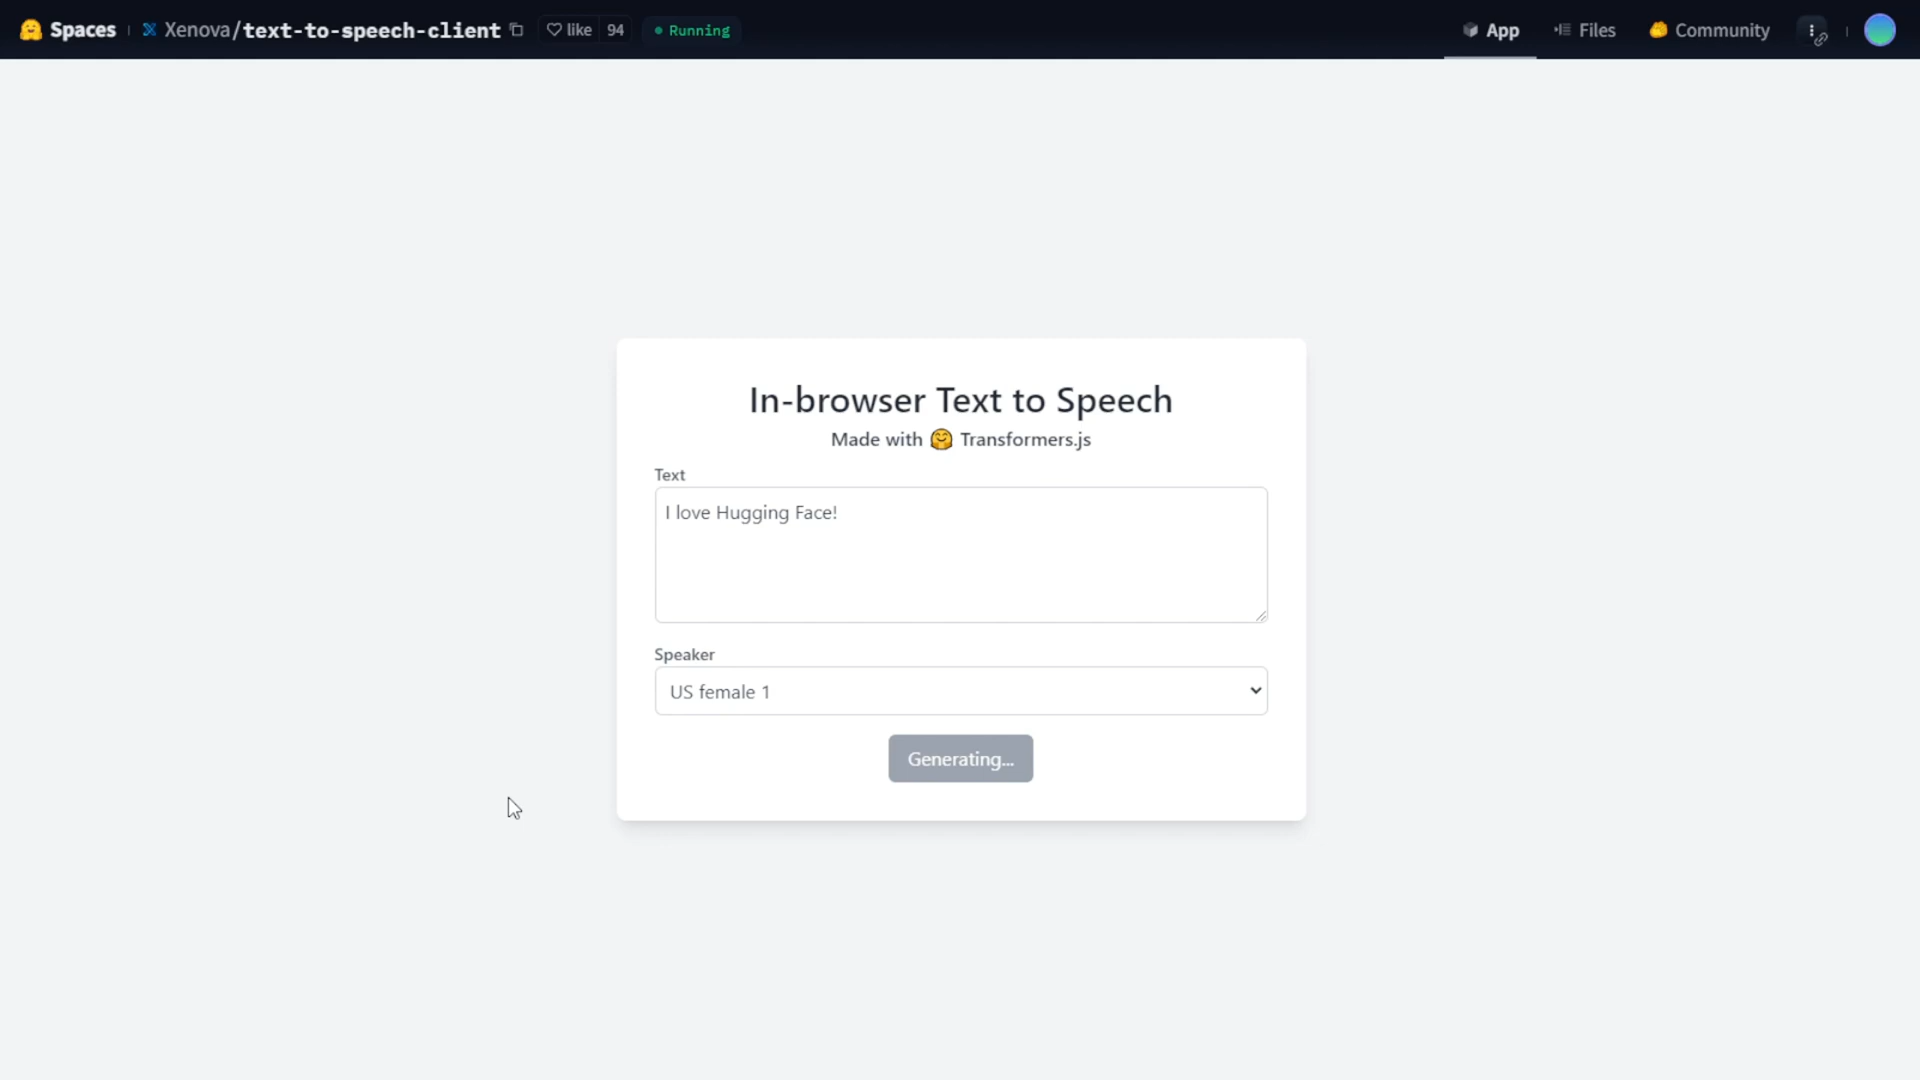 Spaces Xenova/text-to-speech-client like 94 Running App Files Community
In-browser Text to Speech
Made with 🤗 Transformers.js
Text
I love Hugging Face!
Speaker
US female 1
Generating...